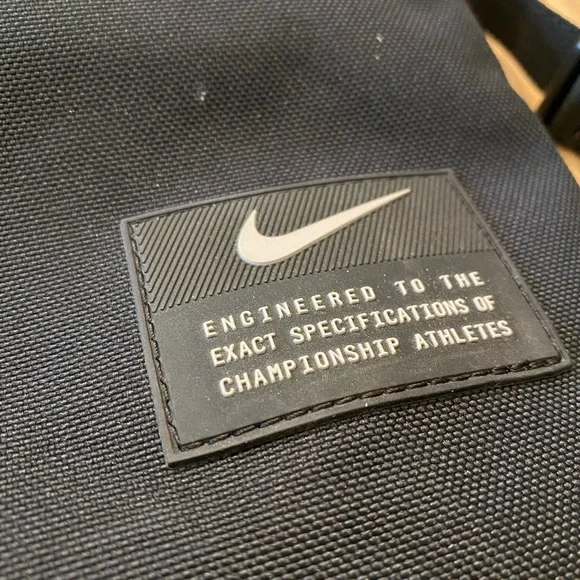 ENGINEERED TO THE
EXACT SPECIFICATIONS OF
CHAMPIONSHIP ATHLETES